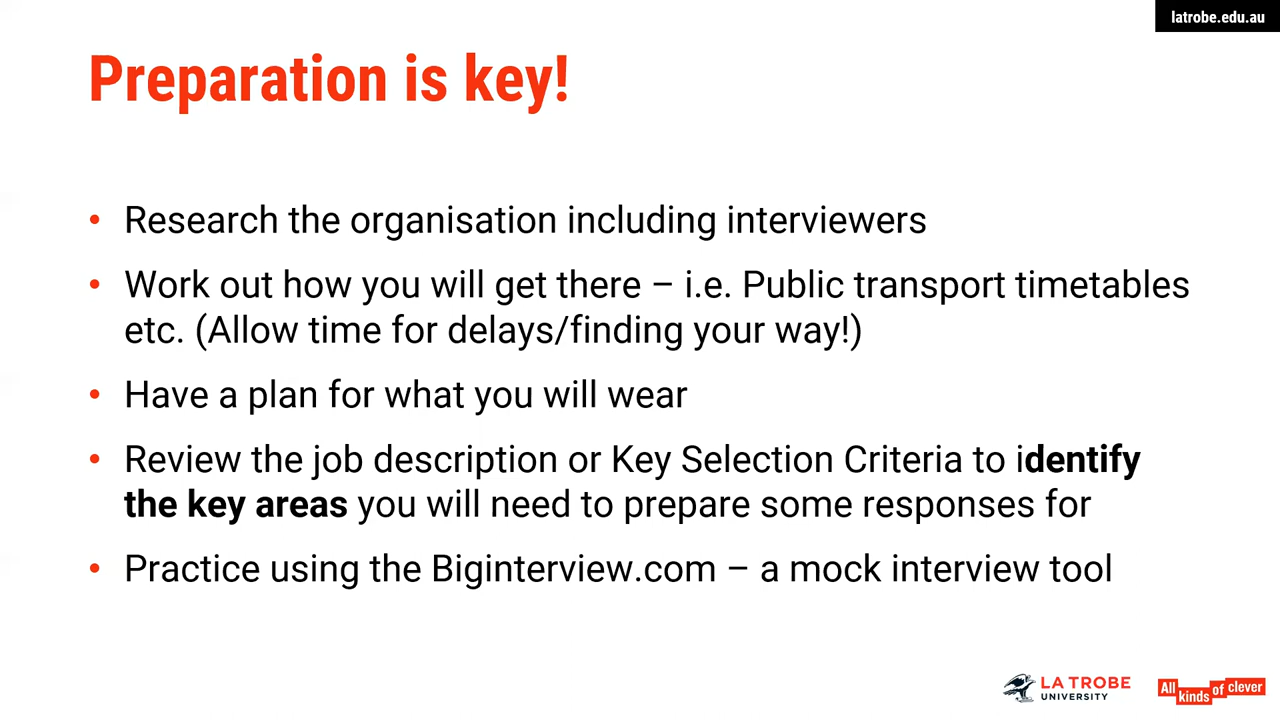 latrobe.edu.au
Preparation is key!
• Research the organisation including interviewers
• Work out how you will get there – i.e. Public transport timetables
etc. (Allow time for delays/finding your way!)
• Have a plan for what you will wear
• Review the job description or Key Selection Criteria to identify
the key areas you will need to prepare some responses for
• Practice using the Biginterview.com – a mock interview tool
LA TROBE
UNIVERSITY
All kinds of clever